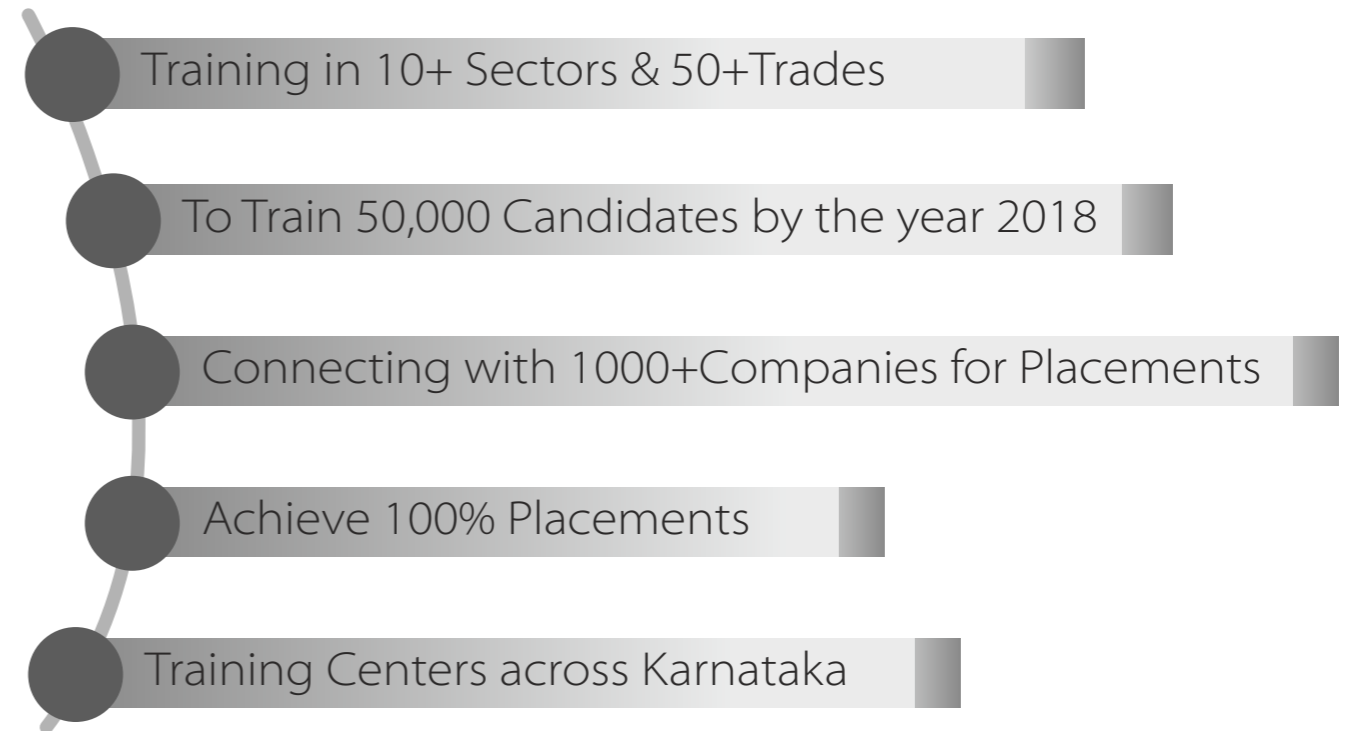 Training in 10+ Sectors & 50+Trades
To Train 50,000 Candidates by the year 2018
Connecting with 1000+Companies for Placements
Achieve 100% Placements
Training Centers across Karnataka